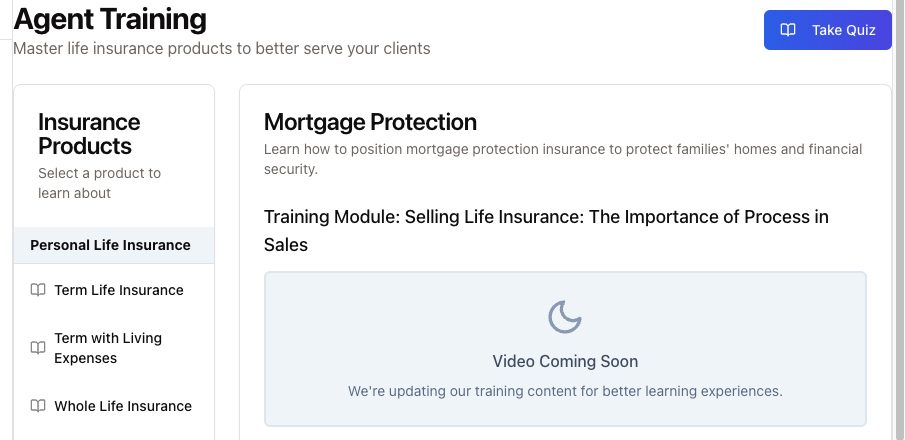 Agent Training
Master life insurance products to better serve your clients
Take Quiz
Insurance
Products
Select a product to
learn about
Personal Life Insurance
Term Life Insurance
Term with Living
Expenses
Whole Life Insurance
Mortgage Protection
Learn how to position mortgage protection insurance to protect families' homes and financial
security.
Training Module: Selling Life Insurance: The Importance of Process in
Sales
Video Coming Soon
We're updating our training content for better learning experiences.